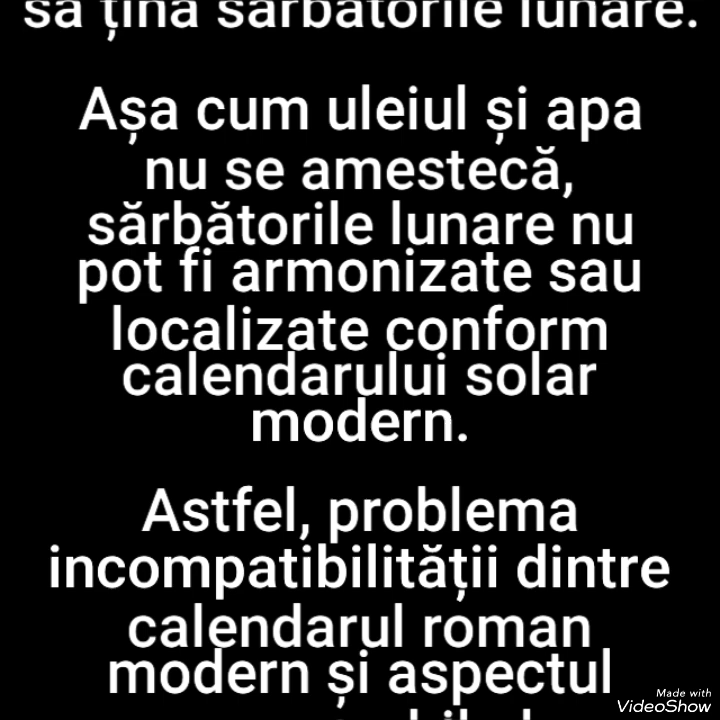 să țină sărbătorile lunare.
Așa cum uleiul și apa
nu se amestecă,
sărbătorile lunare nu
pot fi armonizate sau
localizate conform
calendarului solar
modern.
Astfel, problema
incompatibilității dintre
calendarul roman
modern și aspectul
Made with
VideoShow